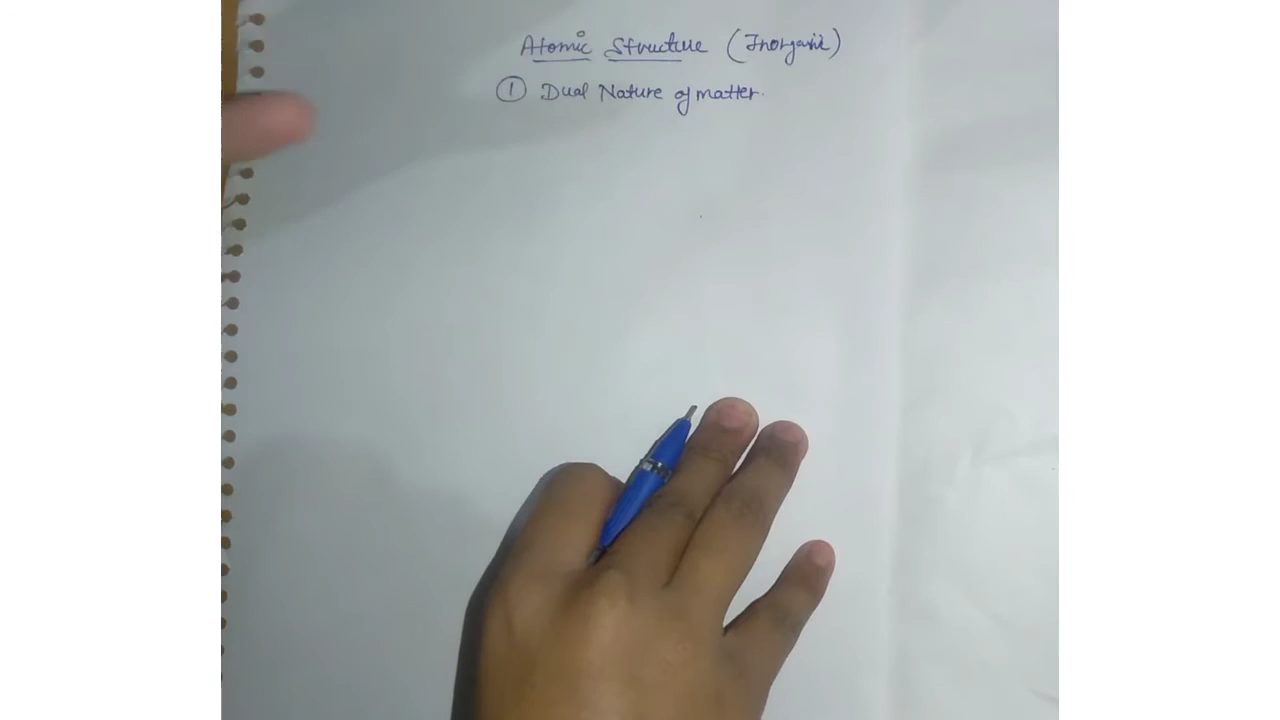 Atomic Structure (Inorganic)
① Dual Nature of matter.